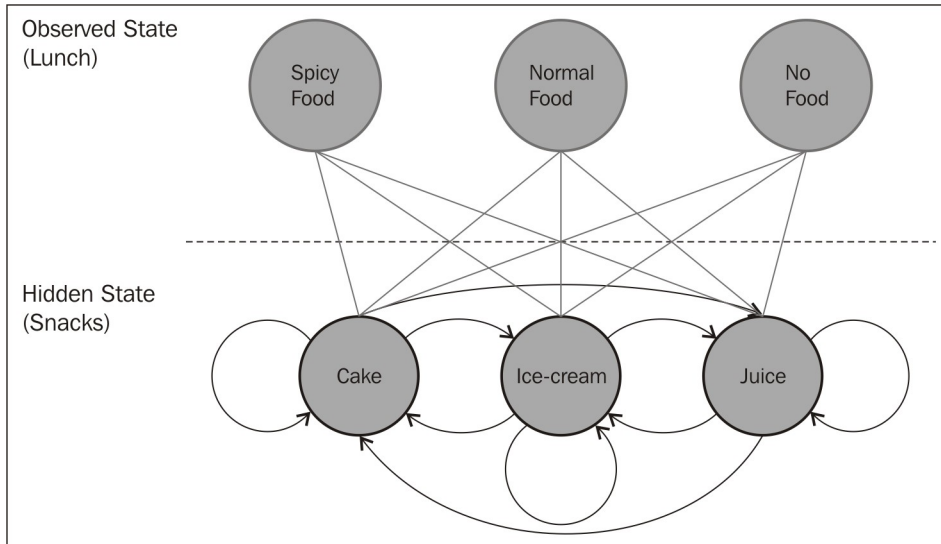 Observed State
(Lunch)
Spicy
Food
Normal
Food
No
Food
Hidden State
(Snacks)
Cake
Ice-cream
Juice